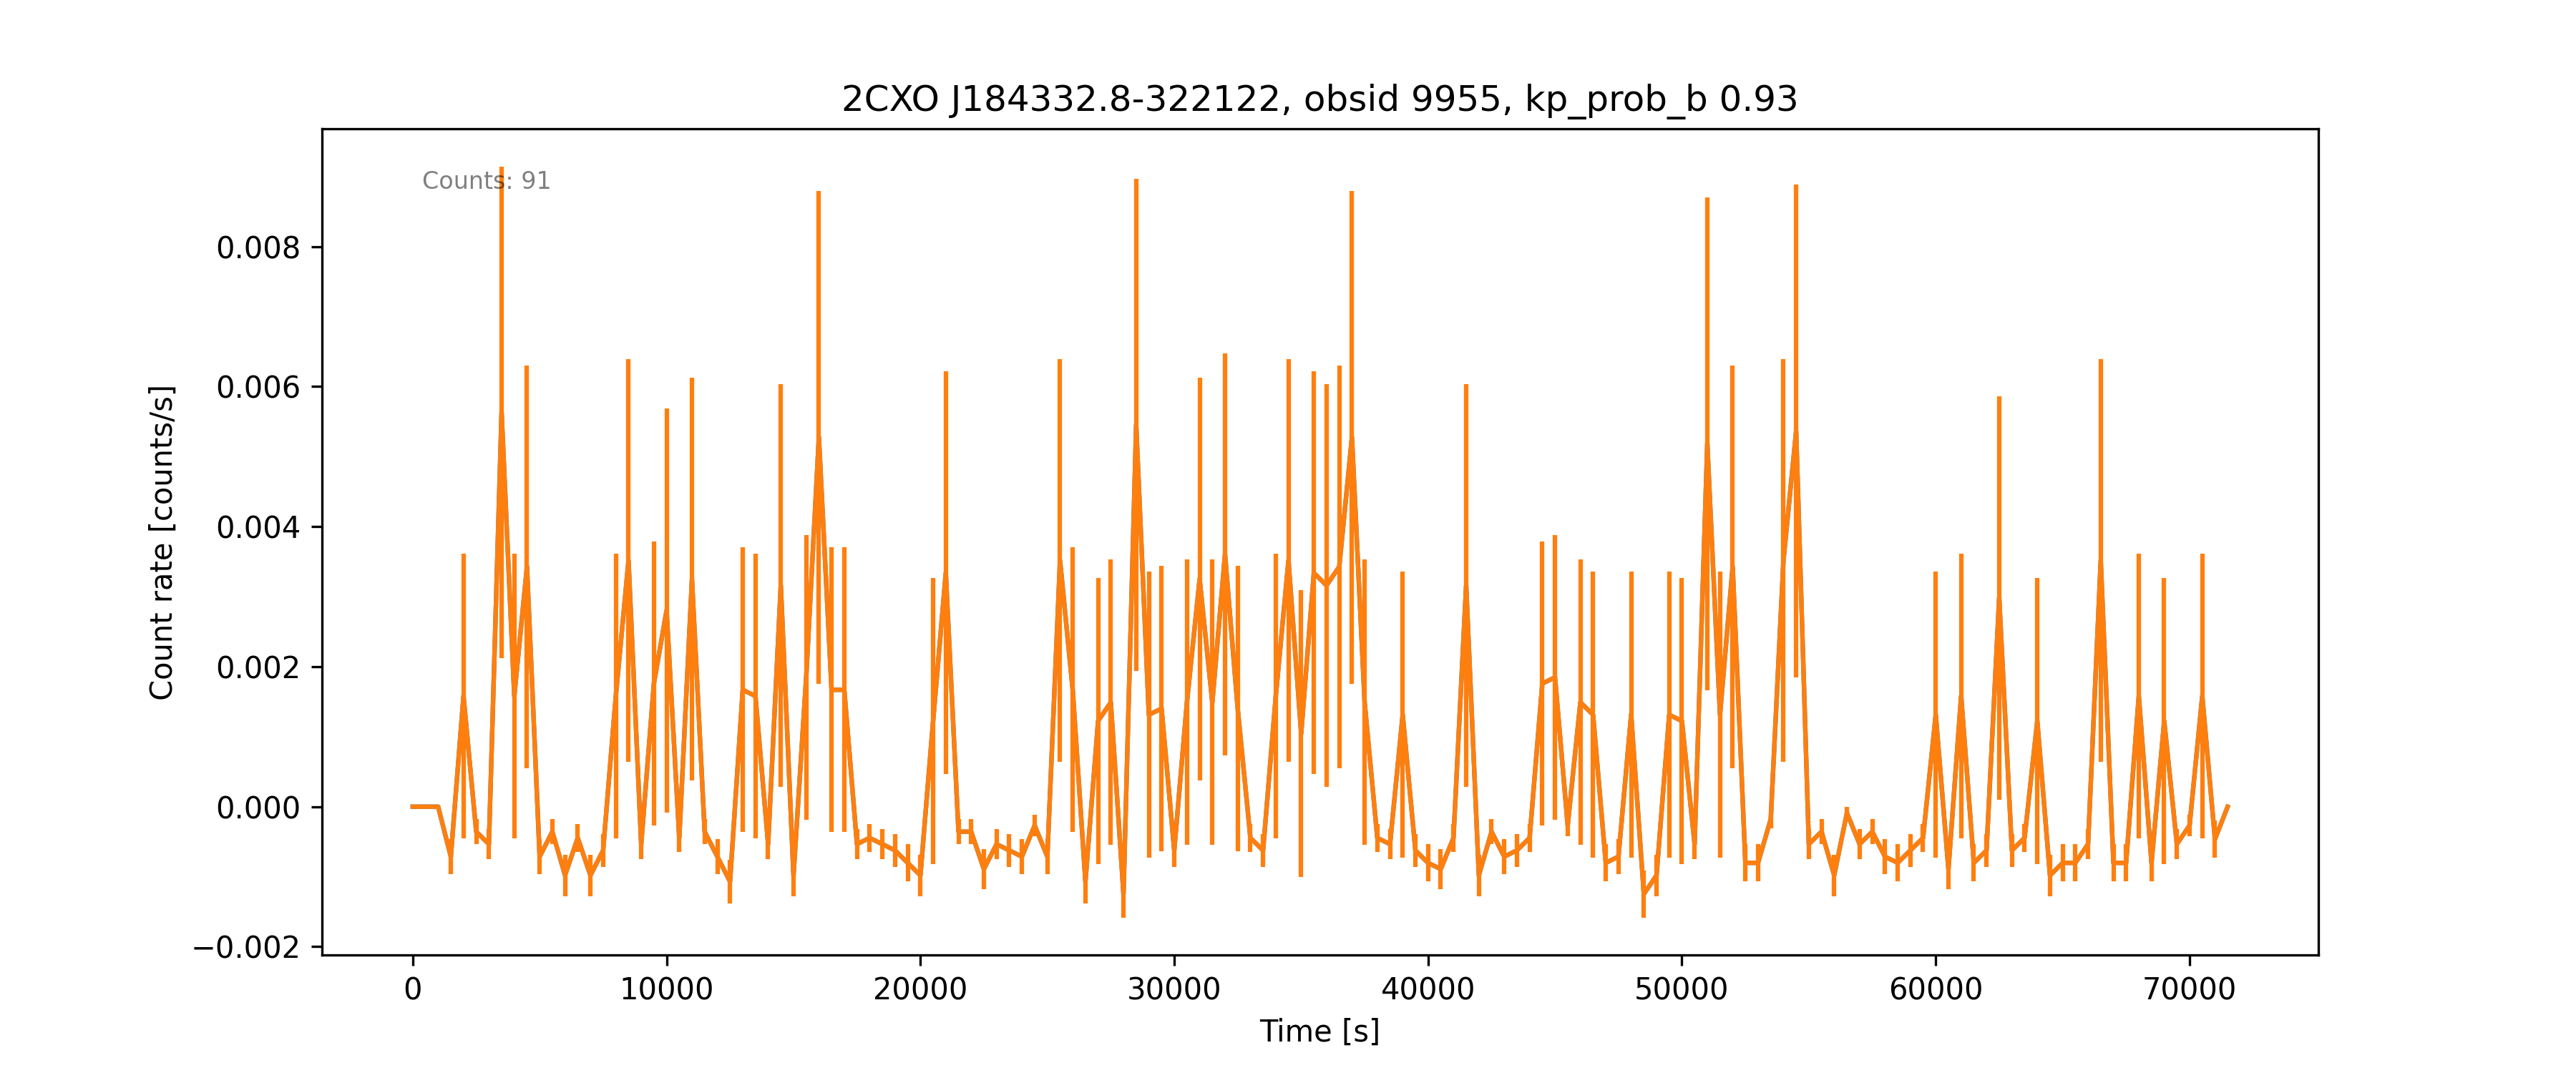 2CXO J184332.8-322122, obsid 9955, kp_prob_b 0.93
Counts: 91
Count rate [counts/s]
0.008
0.006
0.004
0.002
0.000
−0.002
0 10000 20000 30000 40000 50000 60000 70000
Time [s]